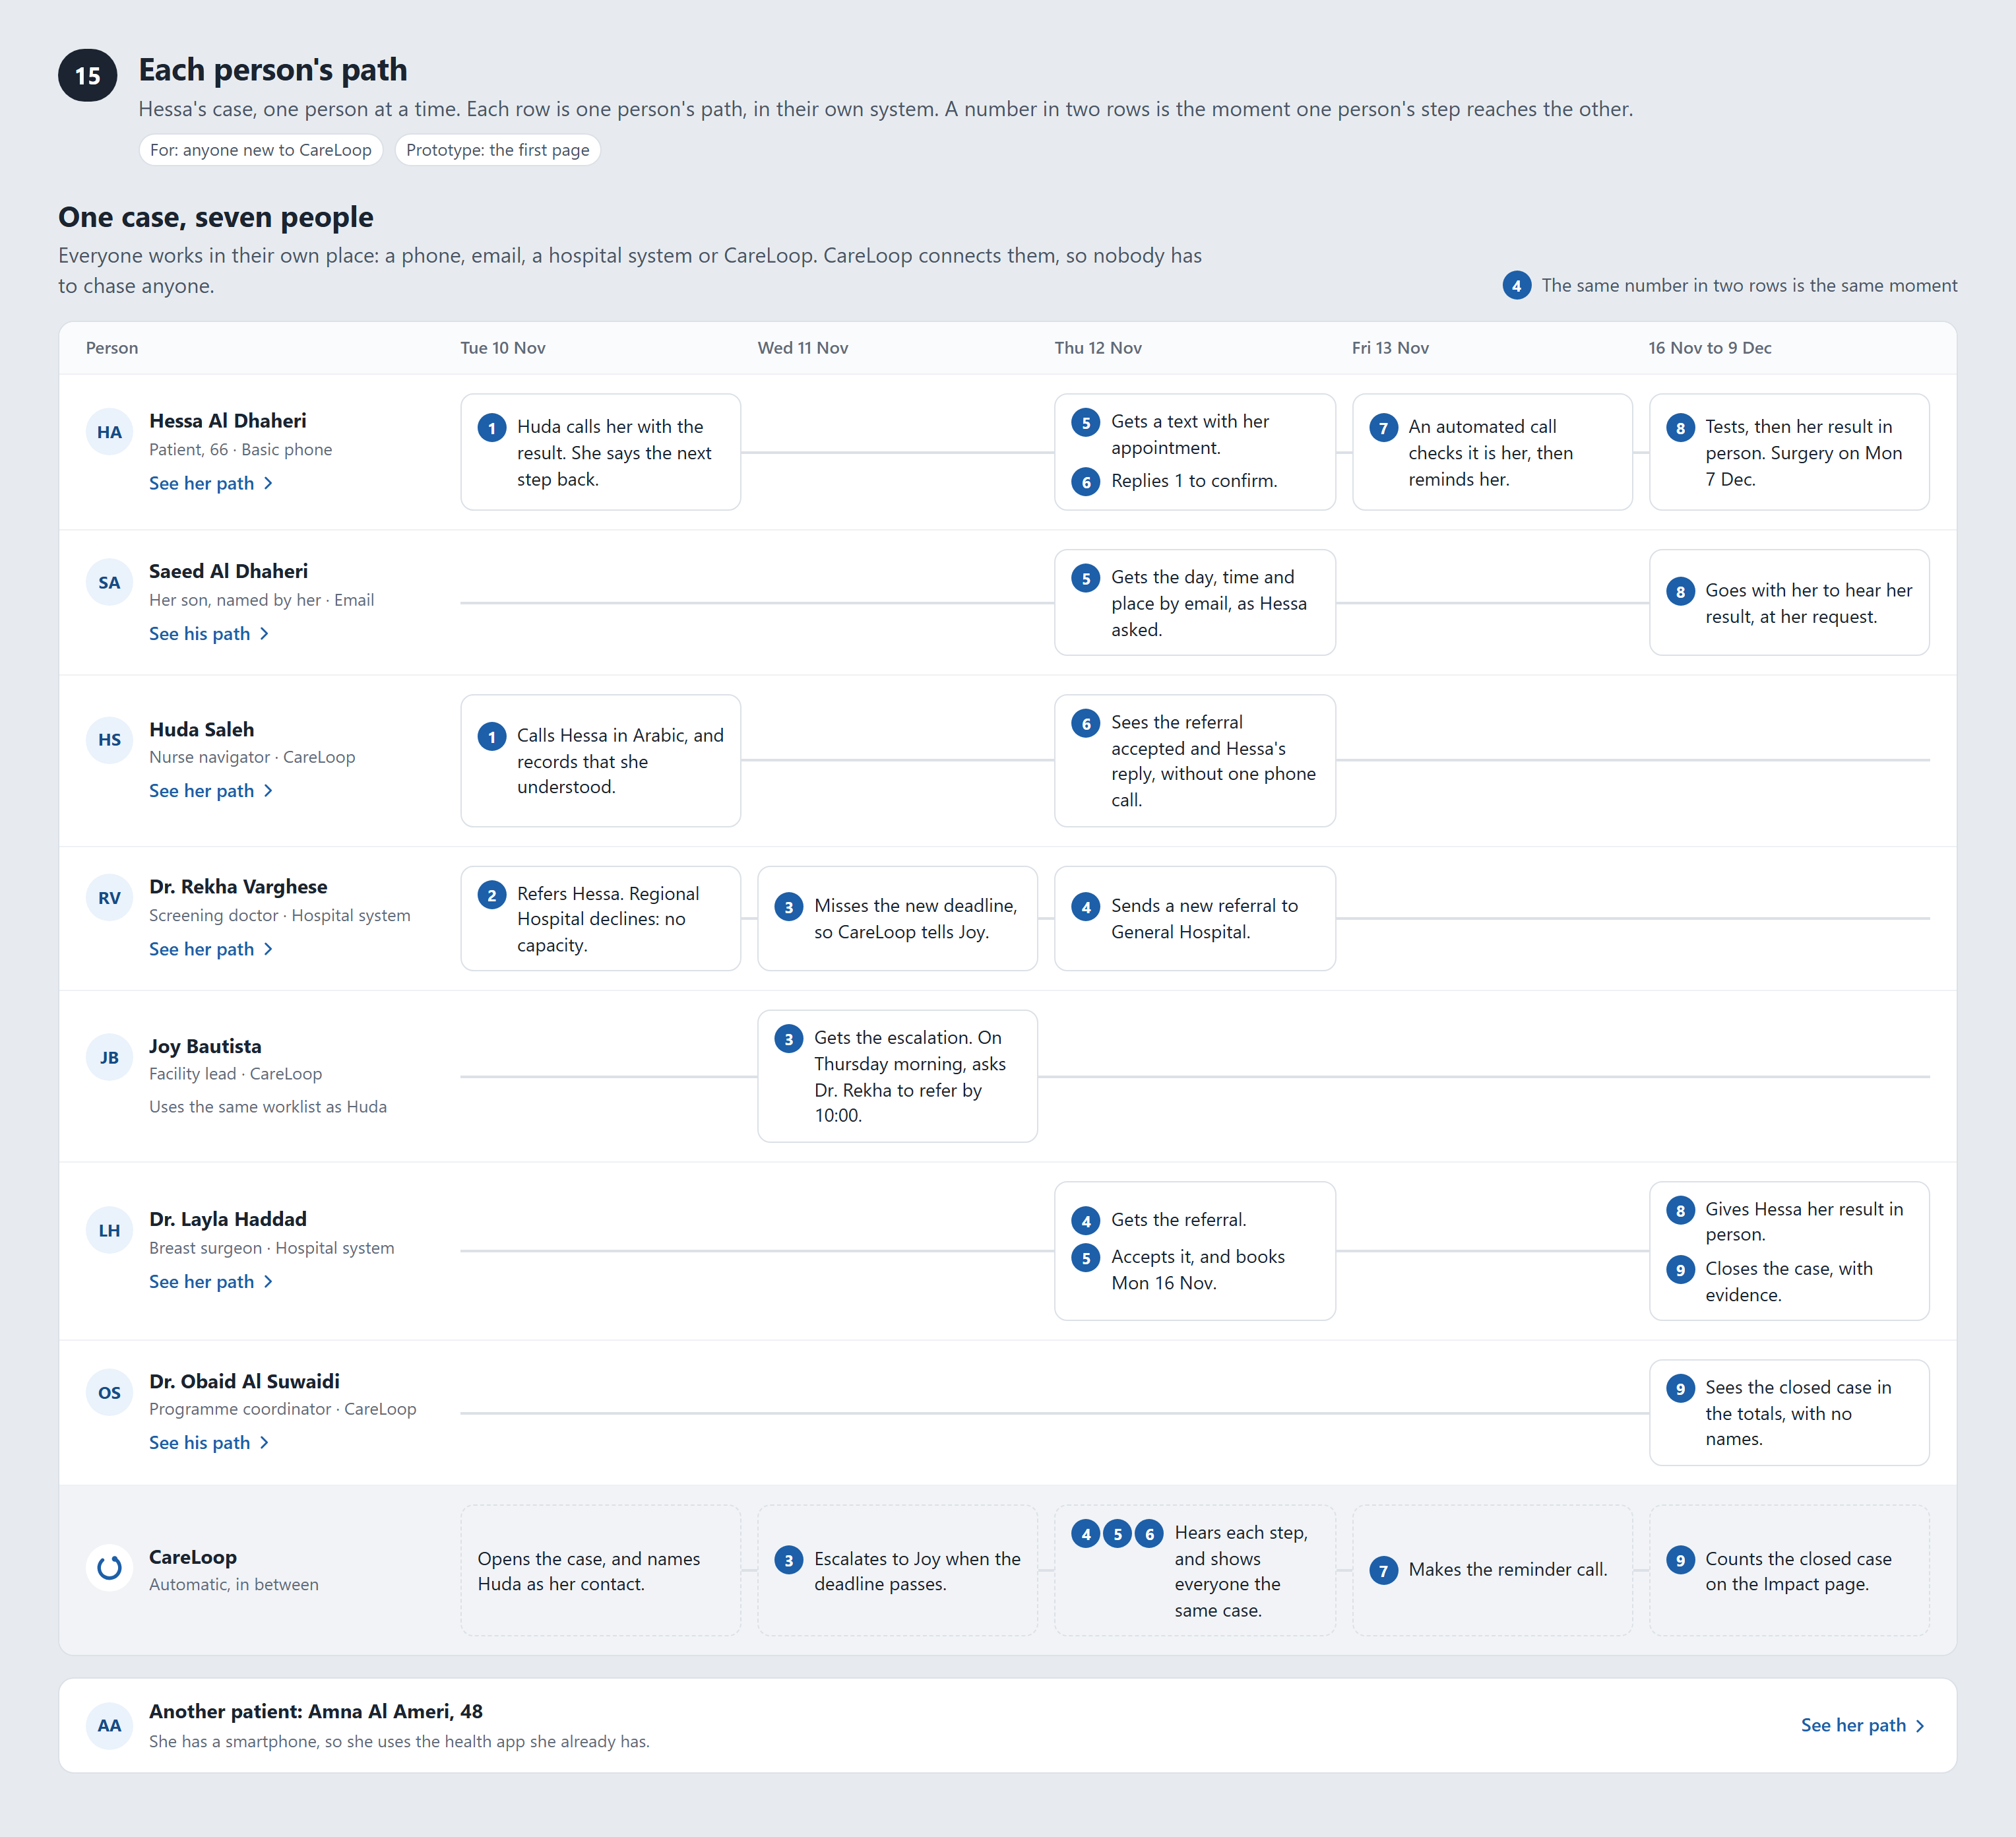 15
Each person's path
Hessa's case, one person at a time. Each row is one person's path, in their own system. A number in two rows is the moment one person's step reaches the other.
For: anyone new to CareLoop
Prototype: the first page
One case, seven people
Everyone works in their own place: a phone, email, a hospital system or CareLoop. CareLoop connects them, so nobody has
to chase anyone.
4 The same number in two rows is the same moment
Person
Tue 10 Nov
Wed 11 Nov
Thu 12 Nov
Fri 13 Nov
16 Nov to 9 Dec
HA
Hessa Al Dhaheri
Patient, 66 · Basic phone
See her path
1 Huda calls her with the
result. She says the next
step back.
5 Gets a text with her
appointment.
6 Replies 1 to confirm.
7 An automated call
checks it is her, then
reminds her.
8 Tests, then her result in
person. Surgery on Mon
7 Dec.
SA
Saeed Al Dhaheri
Her son, named by her · Email
See his path
5 Gets the day, time and
place by email, as Hessa
asked.
8 Goes with her to hear her
result, at her request.
HS
Huda Saleh
Nurse navigator · CareLoop
See her path
1 Calls Hessa in Arabic, and
records that she
understood.
6 Sees the referral
accepted and Hessa's
reply, without one phone
call.
RV
Dr. Rekha Varghese
Screening doctor · Hospital system
See her path
2 Refers Hessa. Regional
Hospital declines: no
capacity.
3 Misses the new deadline,
so CareLoop tells Joy.
4 Sends a new referral to
General Hospital.
JB
Joy Bautista
Facility lead · CareLoop
Uses the same worklist as Huda
3 Gets the escalation. On
Thursday morning, asks
Dr. Rekha to refer by
10:00.
LH
Dr. Layla Haddad
Breast surgeon · Hospital system
See her path
4 Gets the referral.
5 Accepts it, and books
Mon 16 Nov.
8 Gives Hessa her result in
person.
9 Closes the case, with
evidence.
OS
Dr. Obaid Al Suwaidi
Programme coordinator · CareLoop
See his path
9 Sees the closed case in
the totals, with no
names.
CareLoop
Automatic, in between
Opens the case, and names
Huda as her contact.
3 Escalates to Joy when the
deadline passes.
4 5 6 Hears each step,
and shows
everyone the
same case.
7 Makes the reminder call.
9 Counts the closed case
on the Impact page.
AA
Another patient: Amna Al Ameri, 48
She has a smartphone, so she uses the health app she already has.
See her path